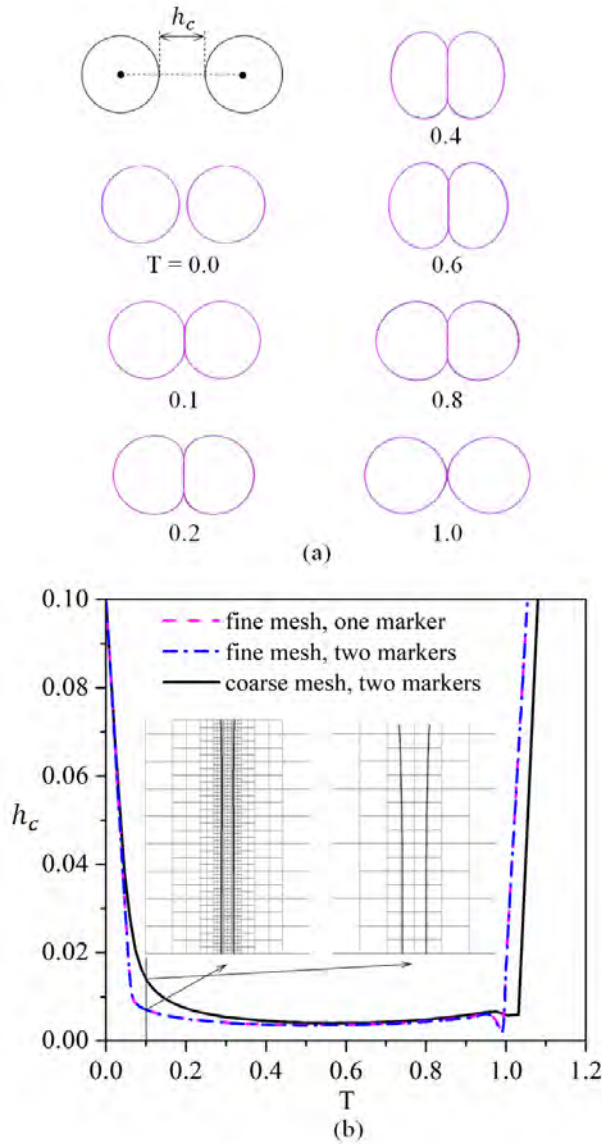 h_c
0.4
T = 0.0
0.6
0.1
0.8
0.2
1.0
(a)
0.10
fine mesh, one marker
fine mesh, two markers
coarse mesh, two markers
0.08
0.06
h_c
0.04
0.02
0.00
0.0 0.2 0.4 0.6 0.8 1.0 1.2
T
(b)